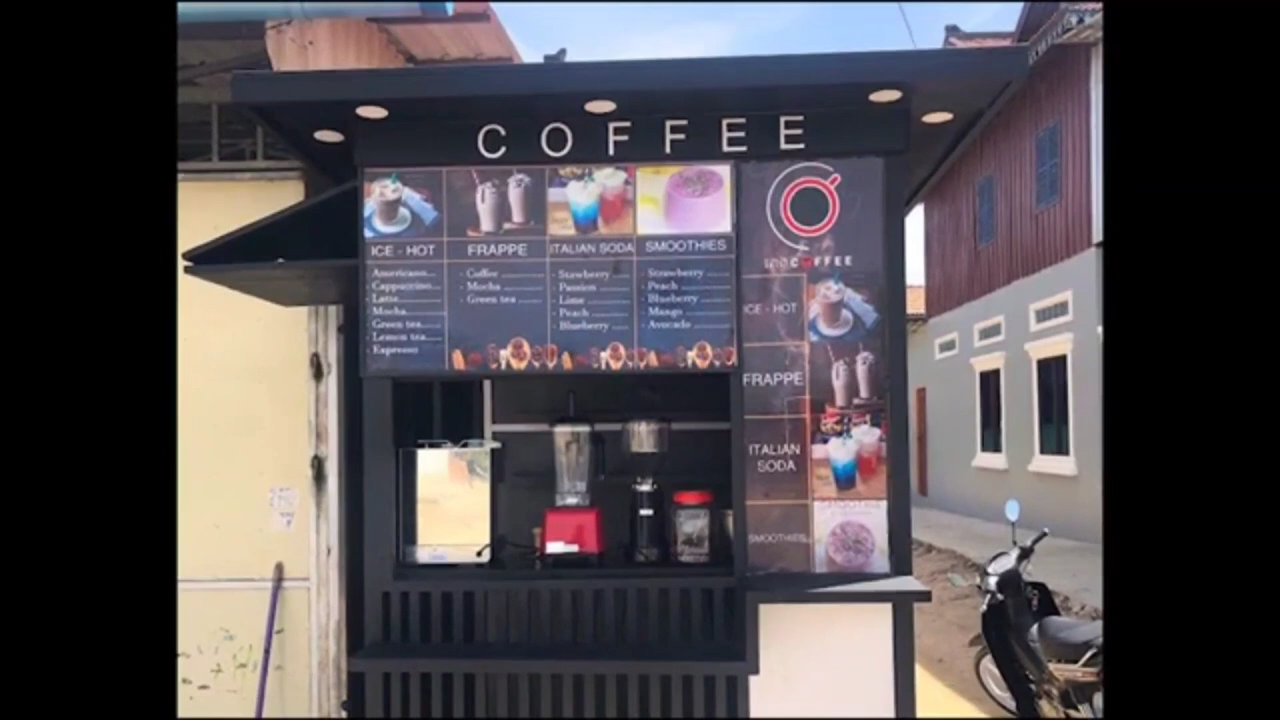 COFFEE
ICE - HOT
Americano
Cappuccino
Latte
Mocha
Green tea
Lemon tea
Espresso
FRAPPE
Coffee
Mocha
Green tea
ITALIAN SODA
Stawberry
Passion
Lime
Peach
Blueberry
SMOOTHIES
Strawberry
Peach
Blueberry
Mango
Avocado
COFFEE
ICE - HOT
FRAPPE
ITALIAN
SODA
SMOOTHIES